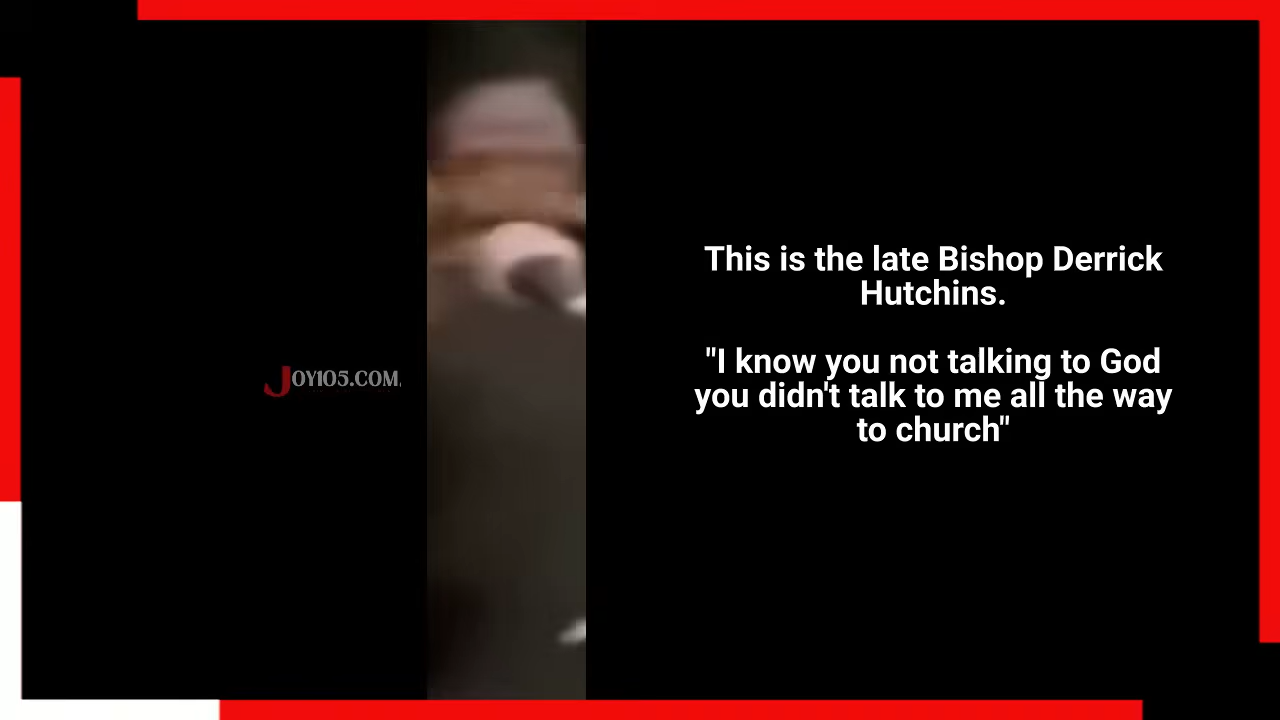 This is the late Bishop Derrick
Hutchins.
"I know you not talking to God
you didn't talk to me all the way
to church"
JOY105.COM